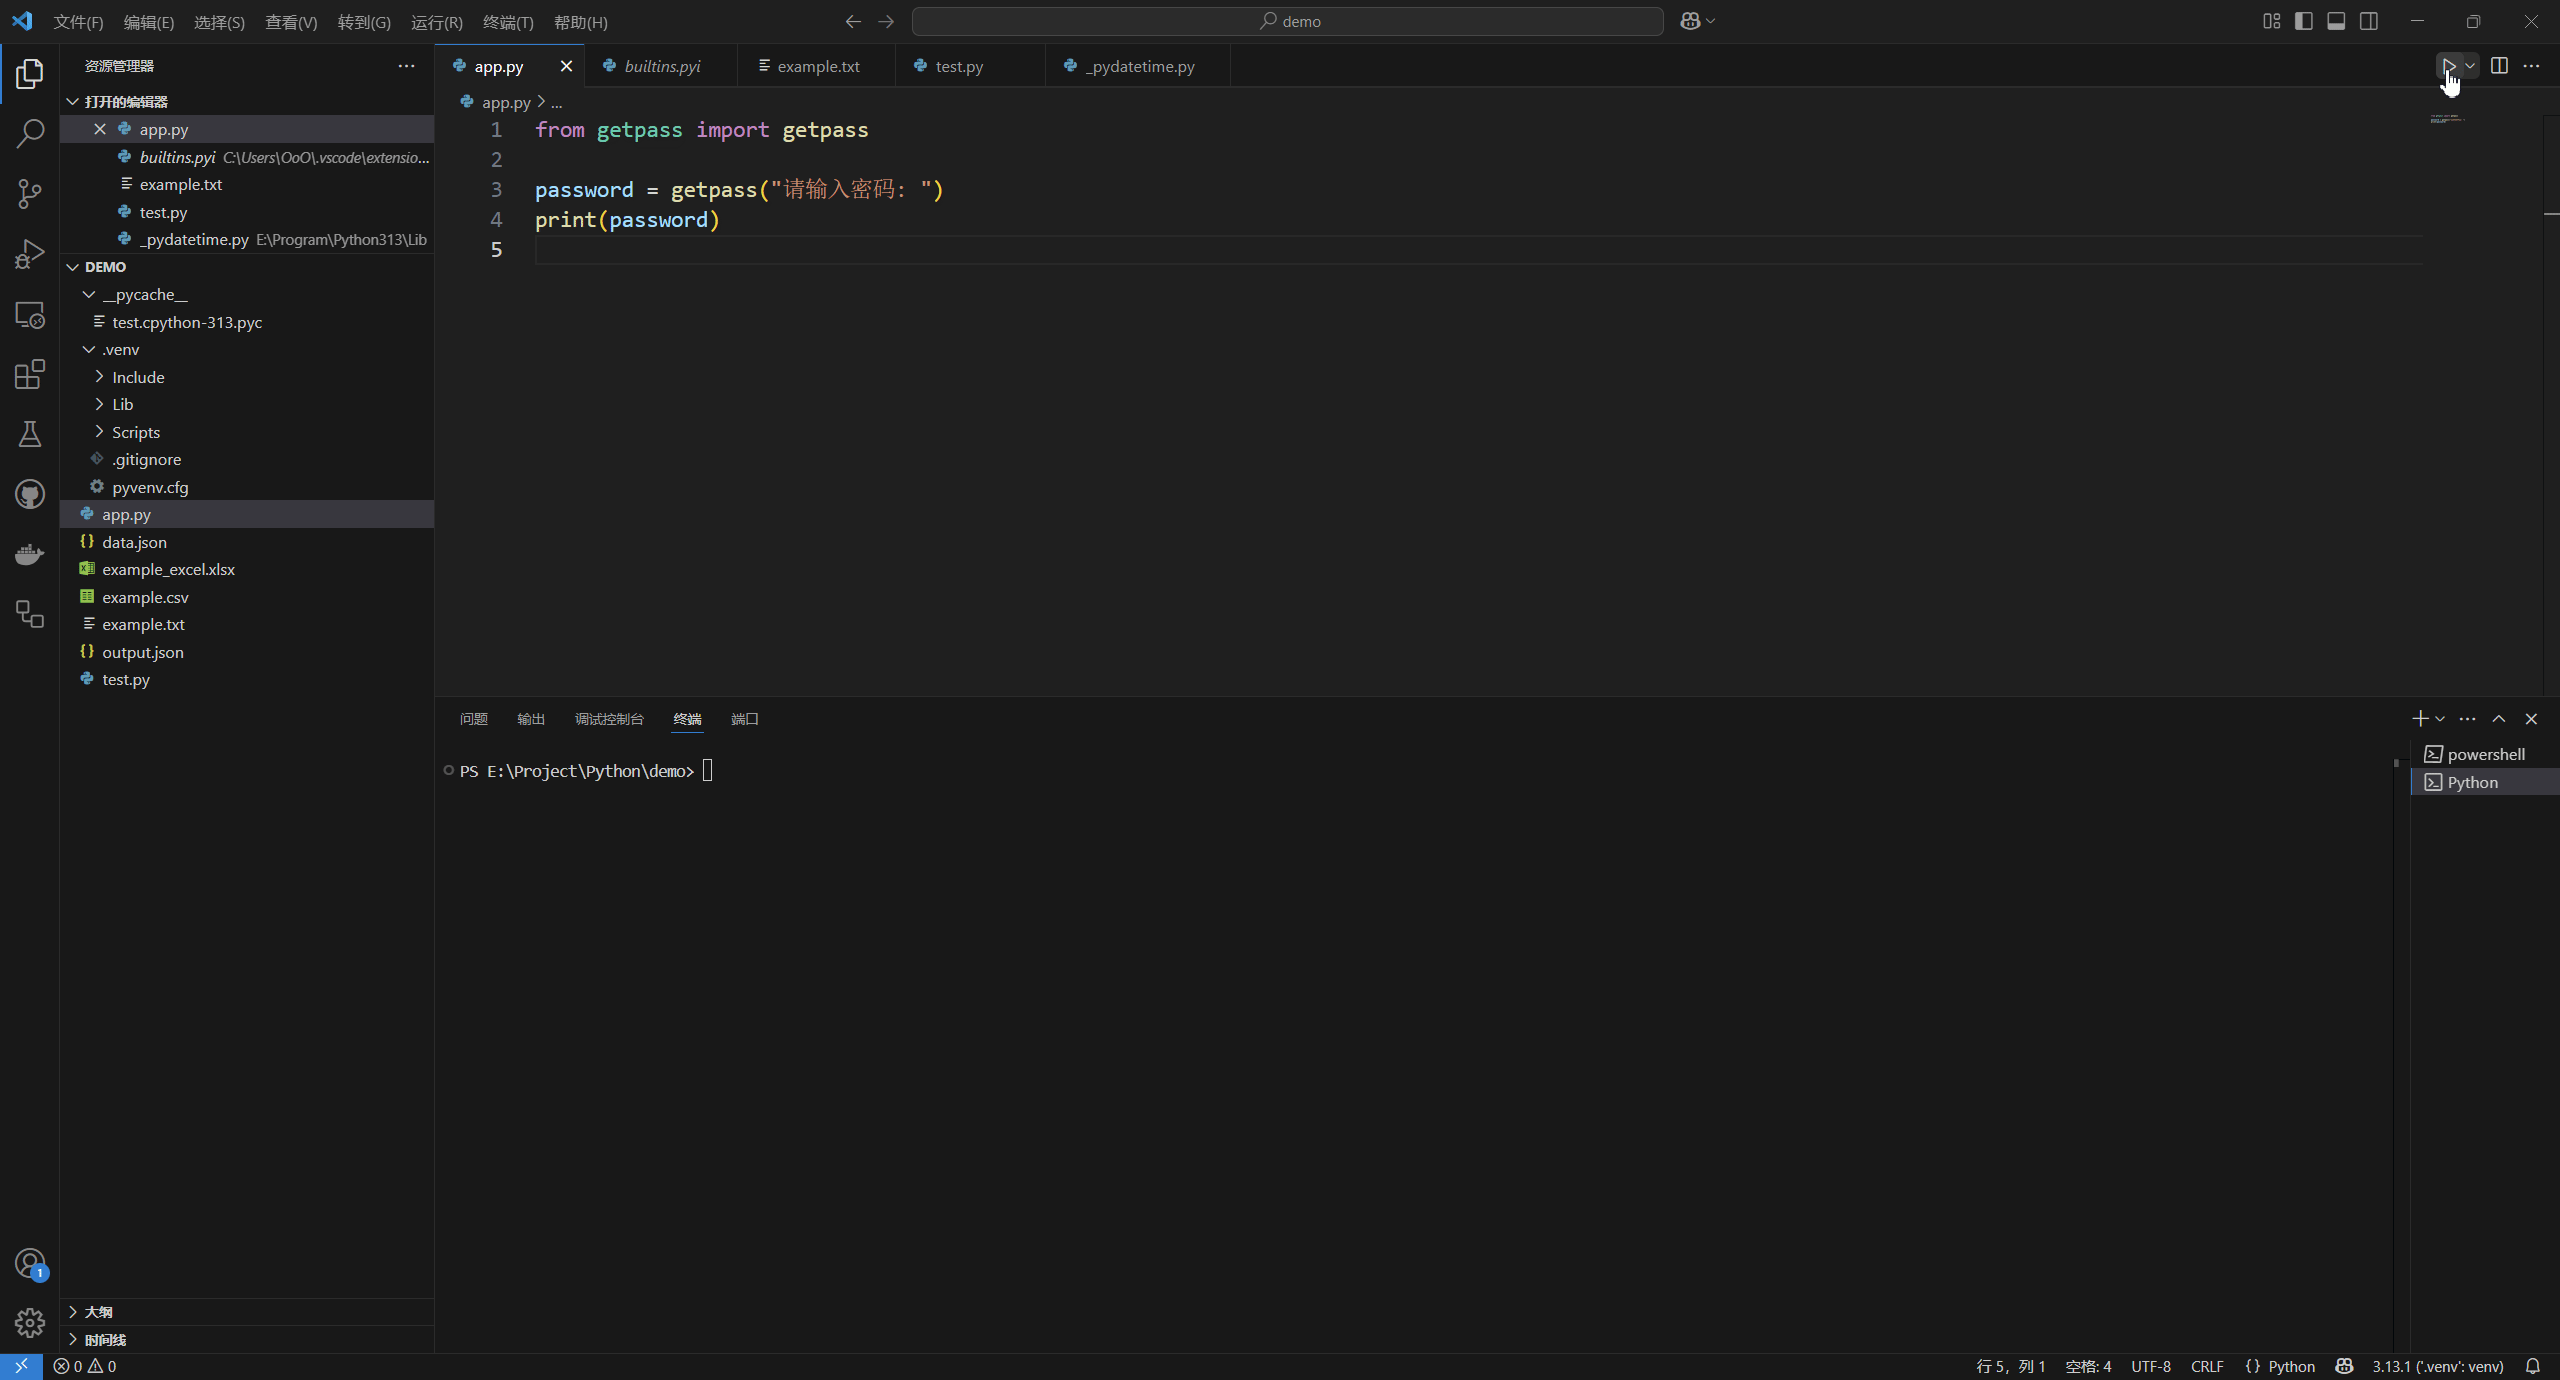 文件(F) 编辑(E) 选择(S) 查看(V) 转到(G) 运行(R) 终端(T) 帮助(H)
demo
资源管理器
app.py builtins.pyi example.txt test.py _pydatetime.py
打开的编辑器
app.py
builtins.pyi C:\Users\OoO\.vscode\extensio...
example.txt
test.py
_pydatetime.py E:\Program\Python313\Lib
DEMO
__pycache__
test.cpython-313.pyc
.venv
Include
Lib
Scripts
.gitignore
pyvenv.cfg
app.py
data.json
example_excel.xlsx
example.csv
example.txt
output.json
test.py
大纲
时间线
app.py > ...
1 from getpass import getpass
2
3 password = getpass("请输入密码: ")
4 print(password)
5
问题 输出 调试控制台 终端 端口
PS E:\Project\Python\demo>
powershell
Python
1
0 0
行 5，列 1 空格: 4 UTF-8 CRLF {} Python 3.13.1 ('.venv': venv)